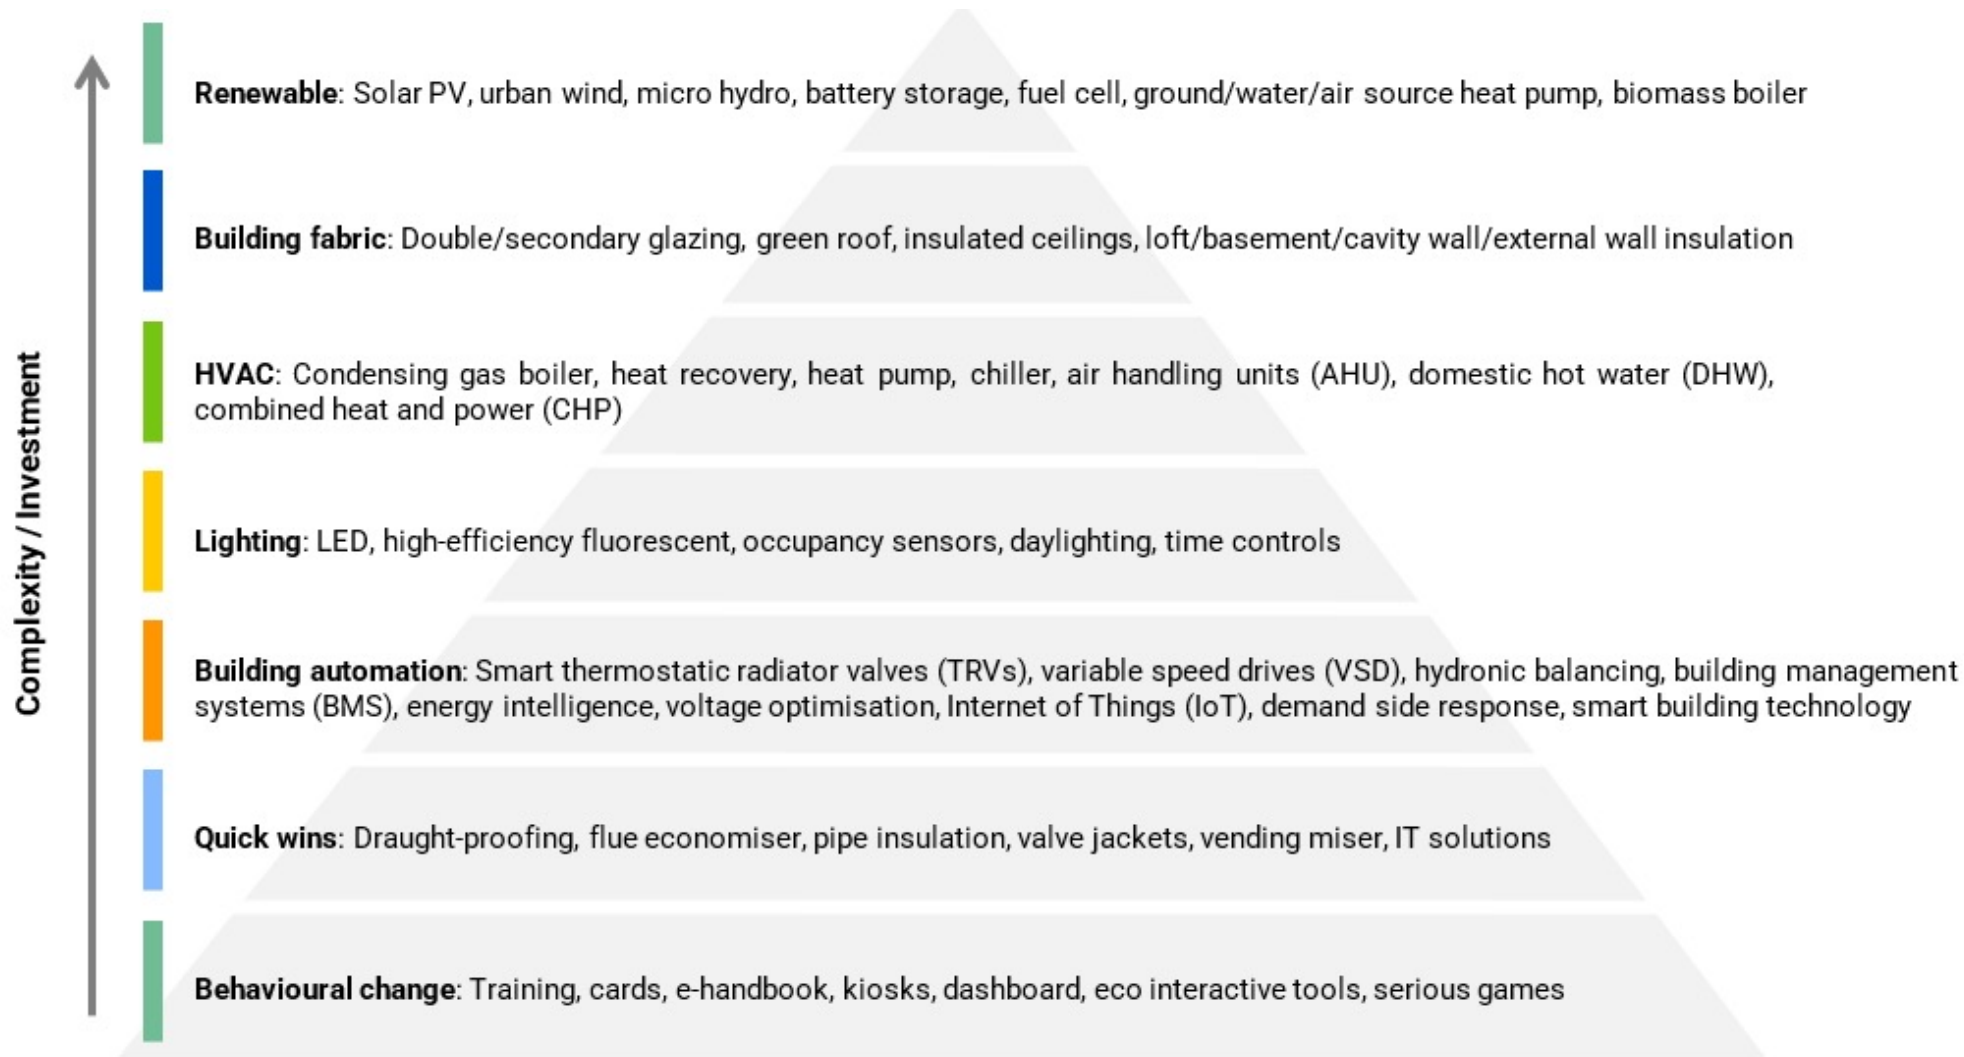 Complexity / Investment
Renewable: Solar PV, urban wind, micro hydro, battery storage, fuel cell, ground/water/air source heat pump, biomass boiler
Building fabric: Double/secondary glazing, green roof, insulated ceilings, loft/basement/cavity wall/external wall insulation
HVAC: Condensing gas boiler, heat recovery, heat pump, chiller, air handling units (AHU), domestic hot water (DHW),
combined heat and power (CHP)
Lighting: LED, high-efficiency fluorescent, occupancy sensors, daylighting, time controls
Building automation: Smart thermostatic radiator valves (TRVs), variable speed drives (VSD), hydronic balancing, building management
systems (BMS), energy intelligence, voltage optimisation, Internet of Things (IoT), demand side response, smart building technology
Quick wins: Draught-proofing, flue economiser, pipe insulation, valve jackets, vending miser, IT solutions
Behavioural change: Training, cards, e-handbook, kiosks, dashboard, eco interactive tools, serious games